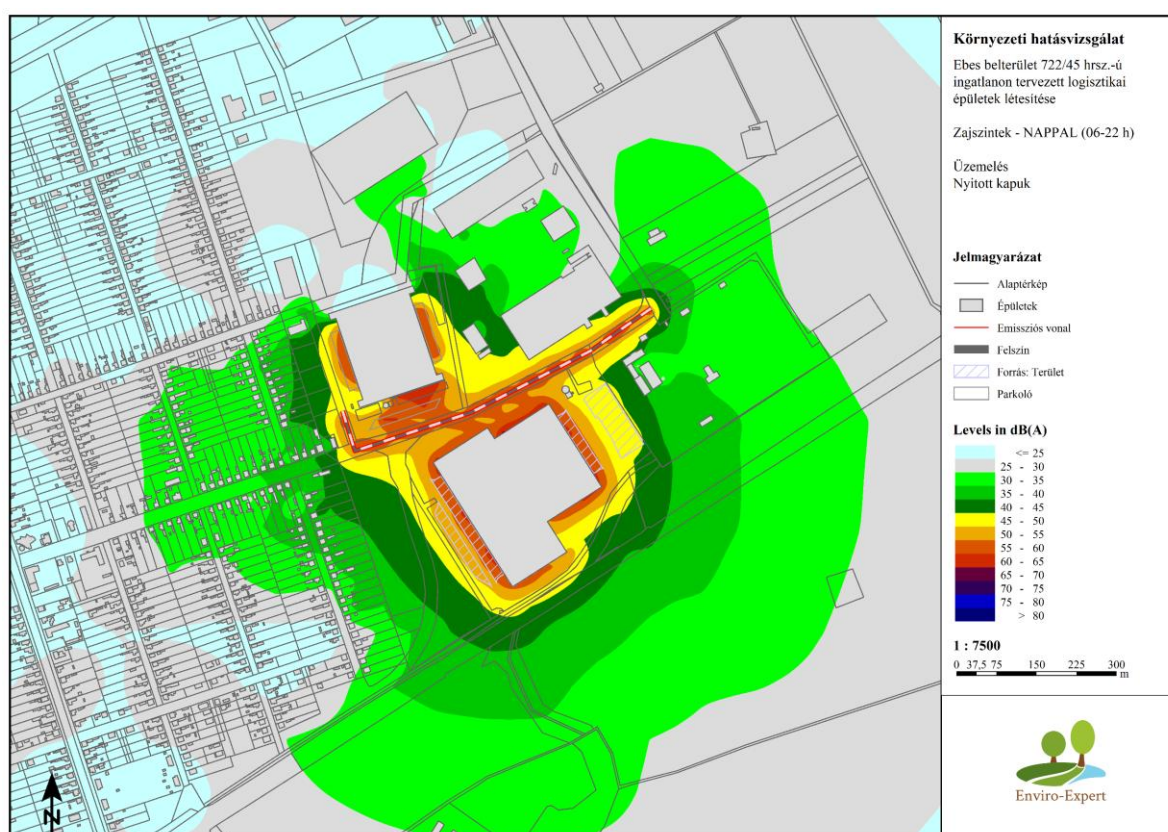 Környezeti hatásvizsgálat
Ebes belterület 722/45 hrsz.-ú
ingatlanon tervezett logisztikai
épületek létesítése
Zajszintek - NAPPAL (06-22 h)
Üzemelés
Nyitott kapuk
Jelmagyarázat
Alaptérkép
Épületek
Emissziós vonal
Felszín
Forrás: Terület
Parkoló
Levels in dB(A)
<= 25
25 - 30
30 - 35
35 - 40
40 - 45
45 - 50
50 - 55
55 - 60
60 - 65
65 - 70
70 - 75
75 - 80
> 80
1 : 7500
0 37,5 75 150 225 300
m
Enviro-Expert
N